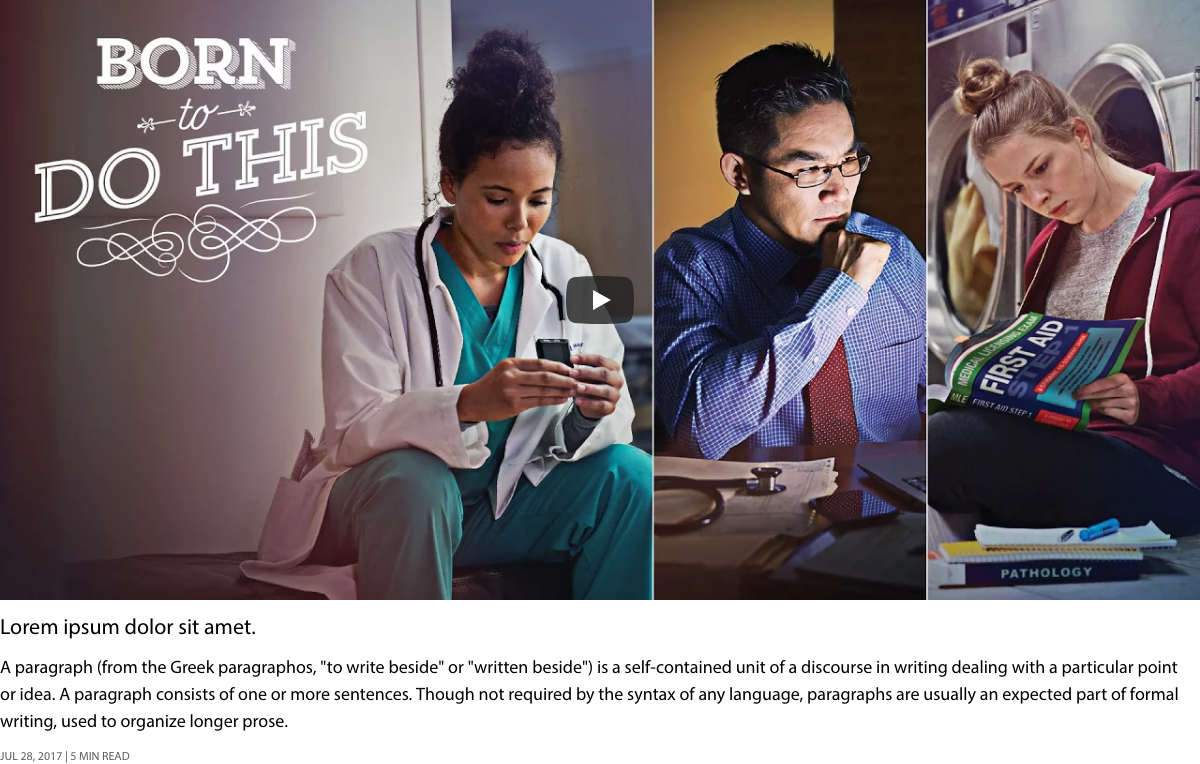 BORN
to
DO THIS
MEDICAL LICENSING EXAM
FIRST AID
STEP 1
MLE
FIRST AID STEP 1
PATHOLOGY
Lorem ipsum dolor sit amet.
A paragraph (from the Greek paragraphos, "to write beside" or "written beside") is a self-contained unit of a discourse in writing dealing with a particular point
or idea. A paragraph consists of one or more sentences. Though not required by the syntax of any language, paragraphs are usually an expected part of formal
writing, used to organize longer prose.
JUL 28, 2017 | 5 MIN READ